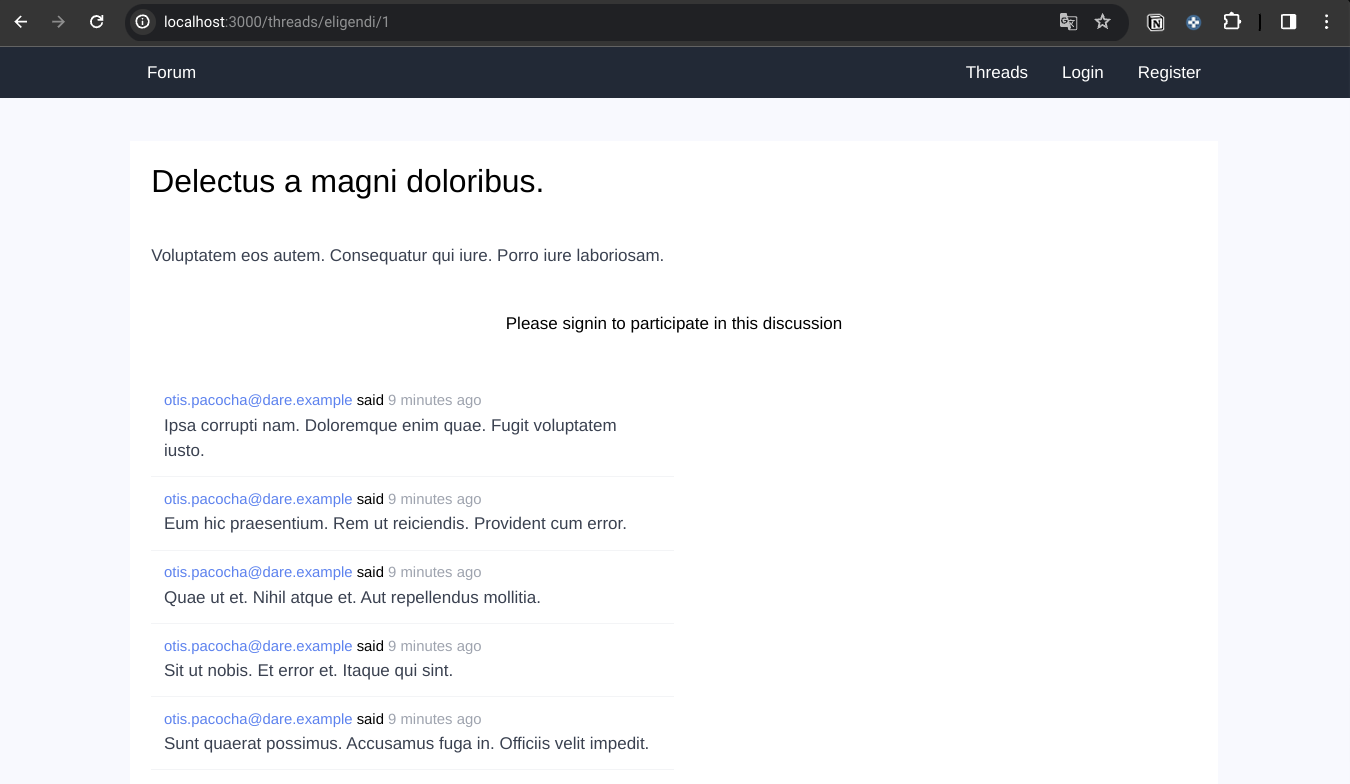 localhost:3000/threads/eligendi/1
Forum
Threads
Login
Register
Delectus a magni doloribus.
Voluptatem eos autem. Consequatur qui iure. Porro iure laboriosam.
Please signin to participate in this discussion
otis.pacocha@dare.example said 9 minutes ago
Ipsa corrupti nam. Doloremque enim quae. Fugit voluptatem
iusto.
otis.pacocha@dare.example said 9 minutes ago
Eum hic praesentium. Rem ut reiciendis. Provident cum error.
otis.pacocha@dare.example said 9 minutes ago
Quae ut et. Nihil atque et. Aut repellendus mollitia.
otis.pacocha@dare.example said 9 minutes ago
Sit ut nobis. Et error et. Itaque qui sint.
otis.pacocha@dare.example said 9 minutes ago
Sunt quaerat possimus. Accusamus fuga in. Officiis velit impedit.